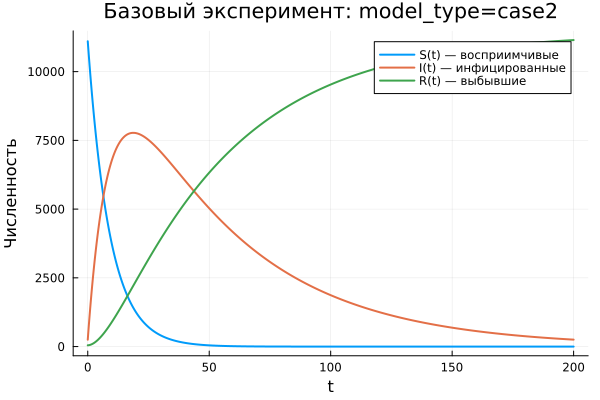 Базовый эксперимент: model_type=case2
S(t) — восприимчивые
I(t) — инфицированные
R(t) — выбывшие
Численность
10000
7500
5000
2500
0
0 50 100 150 200
t